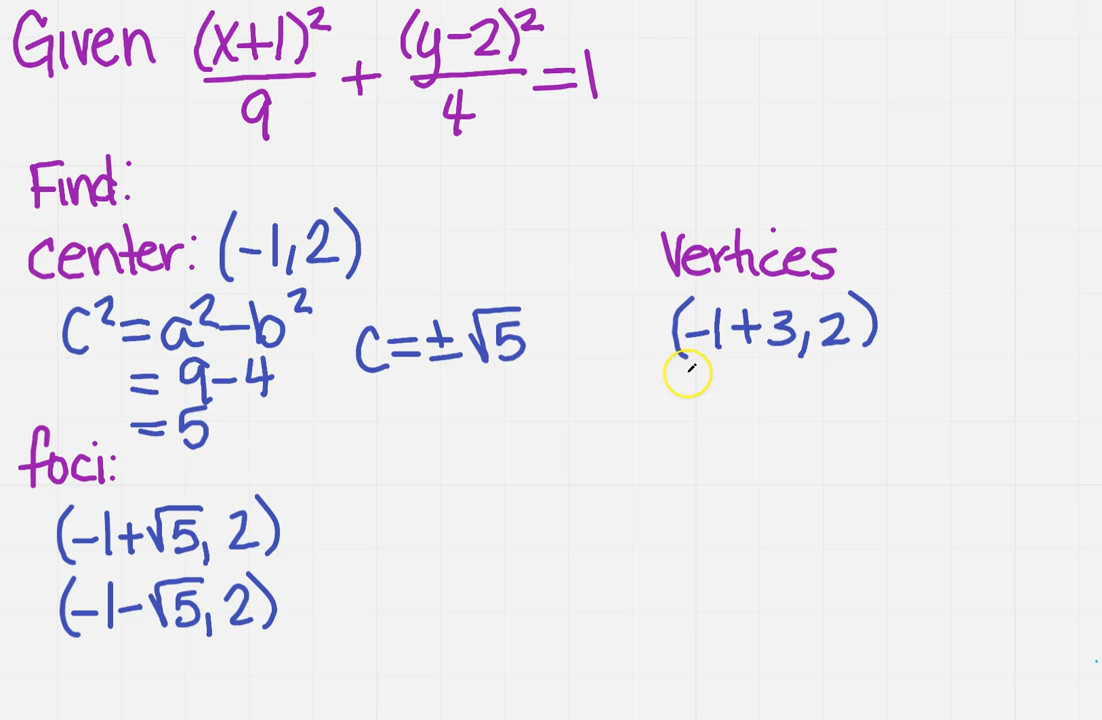 Given (x+1)²/9 + (y-2)²/4 = 1
Find:
center: (-1, 2)
c² = a² - b²
= 9 - 4
= 5
c = ± √5
foci:
(-1+√5, 2)
(-1-√5, 2)
Vertices
(-1+3, 2)